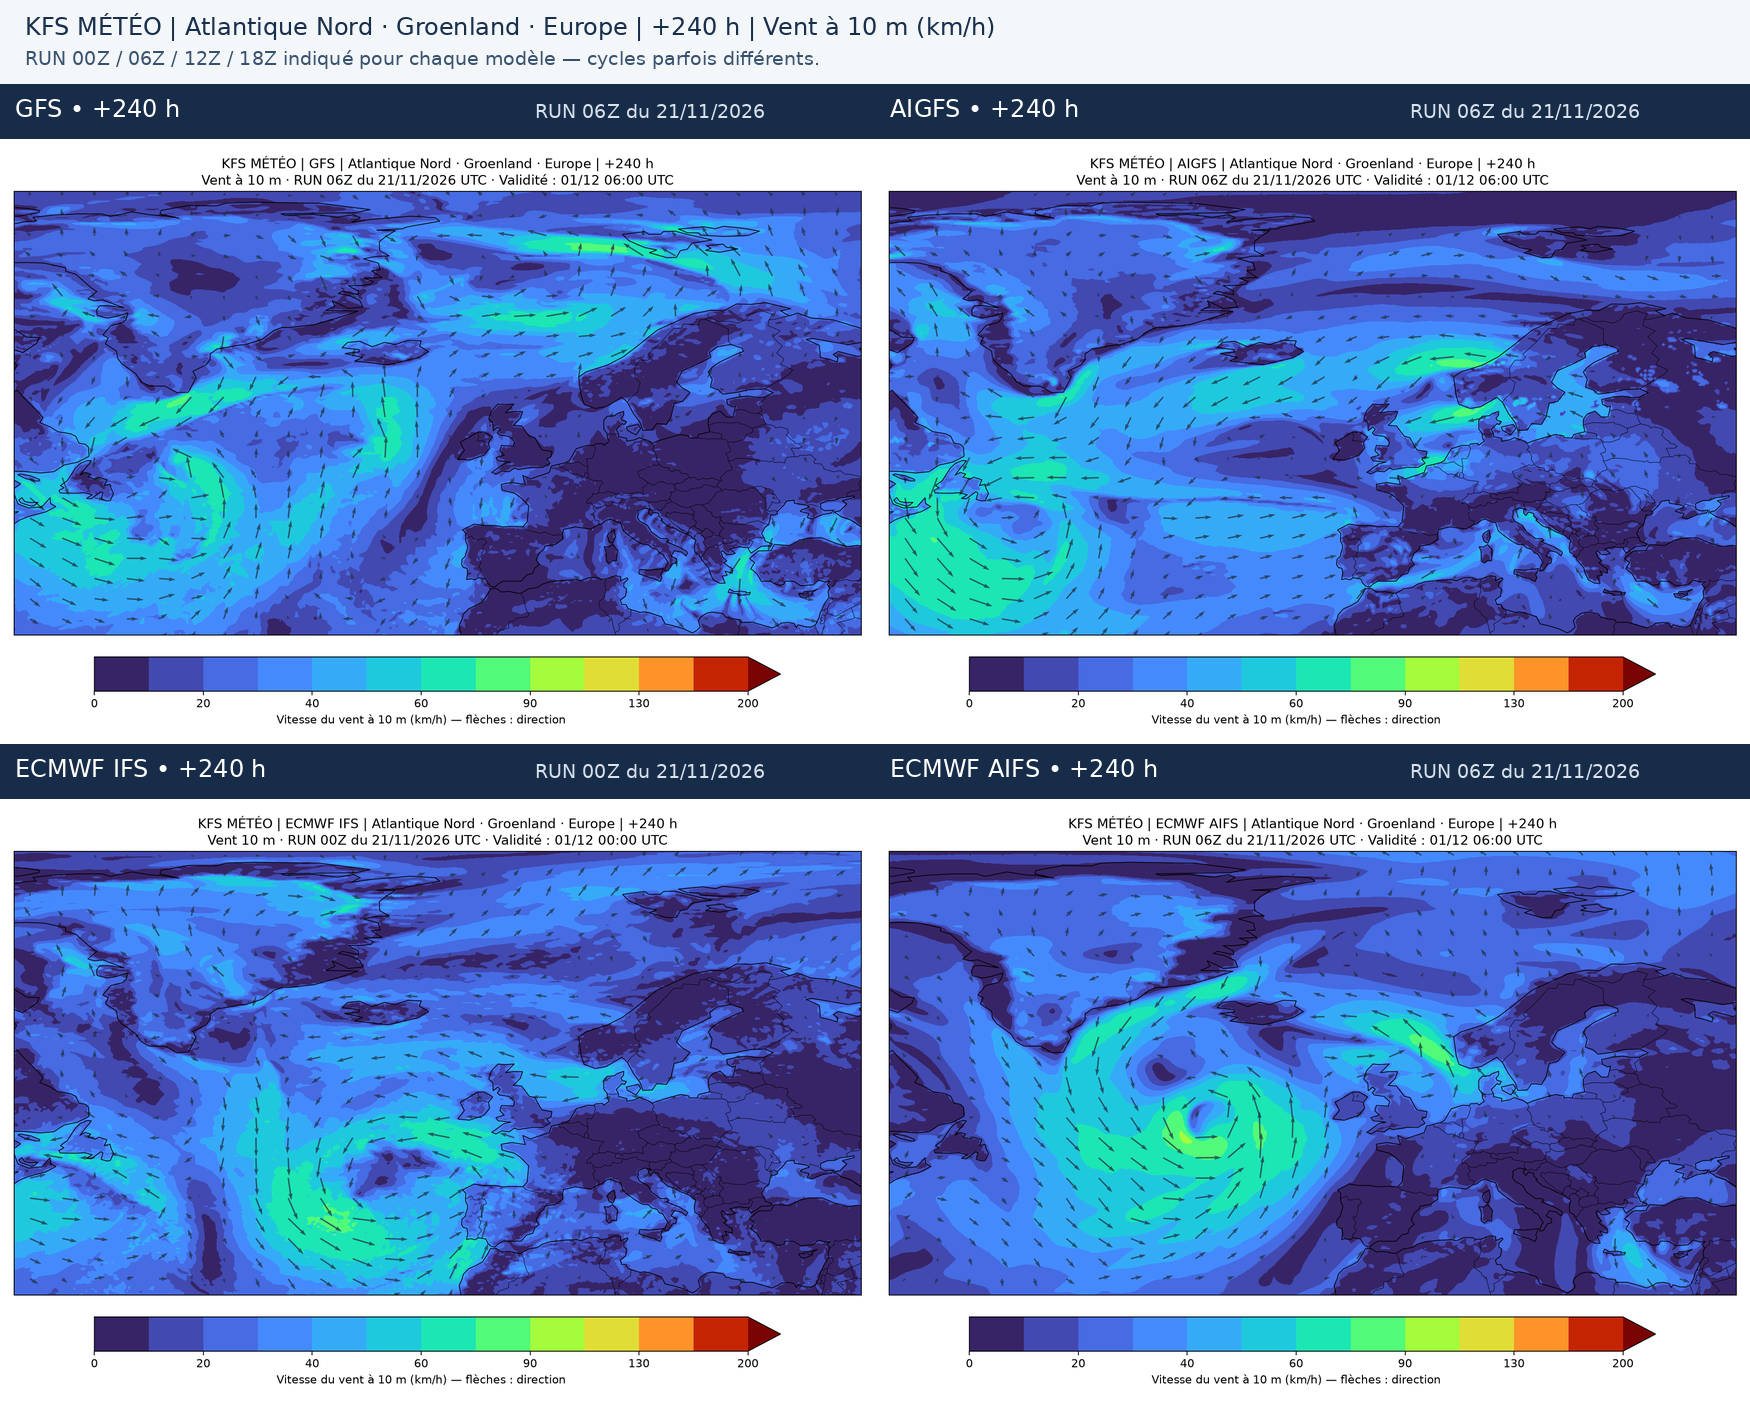 KFS MÉTÉO | Atlantique Nord · Groenland · Europe | +240 h | Vent à 10 m (km/h)
RUN 00Z / 06Z / 12Z / 18Z indiqué pour chaque modèle — cycles parfois différents.
GFS • +240 h
RUN 06Z du 21/11/2026
KFS MÉTÉO | GFS | Atlantique Nord · Groenland · Europe | +240 h
Vent à 10 m · RUN 06Z du 21/11/2026 UTC · Validité : 01/12 06:00 UTC
0 20 40 60 90 130 200
Vitesse du vent à 10 m (km/h) — flèches : direction
AIGFS • +240 h
RUN 06Z du 21/11/2026
KFS MÉTÉO | AIGFS | Atlantique Nord · Groenland · Europe | +240 h
Vent à 10 m · RUN 06Z du 21/11/2026 UTC · Validité : 01/12 06:00 UTC
0 20 40 60 90 130 200
Vitesse du vent à 10 m (km/h) — flèches : direction
ECMWF IFS • +240 h
RUN 00Z du 21/11/2026
KFS MÉTÉO | ECMWF IFS | Atlantique Nord · Groenland · Europe | +240 h
Vent 10 m · RUN 00Z du 21/11/2026 UTC · Validité : 01/12 00:00 UTC
0 20 40 60 90 130 200
Vitesse du vent à 10 m (km/h) — flèches : direction
ECMWF AIFS • +240 h
RUN 06Z du 21/11/2026
KFS MÉTÉO | ECMWF AIFS | Atlantique Nord · Groenland · Europe | +240 h
Vent 10 m · RUN 06Z du 21/11/2026 UTC · Validité : 01/12 06:00 UTC
0 20 40 60 90 130 200
Vitesse du vent à 10 m (km/h) — flèches : direction